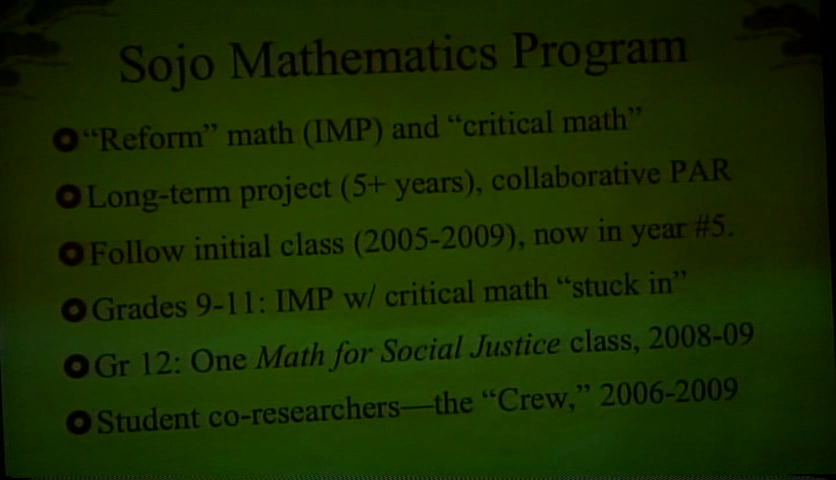 Sojo Mathematics Program
“Reform” math (IMP) and “critical math”
Long-term project (5+ years), collaborative PAR
Follow initial class (2005-2009), now in year #5.
Grades 9-11: IMP w/ critical math “stuck in”
Gr 12: One Math for Social Justice class, 2008-09
Student co-researchers—the “Crew,” 2006-2009